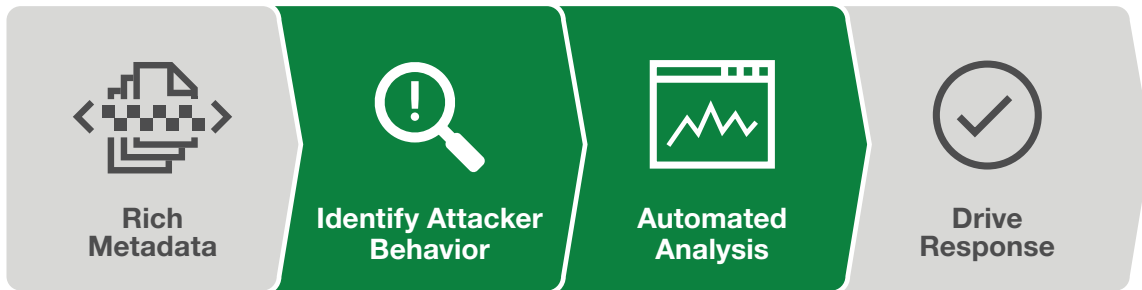 Rich
Metadata
Identify Attacker
Behavior
Automated
Analysis
Drive
Response